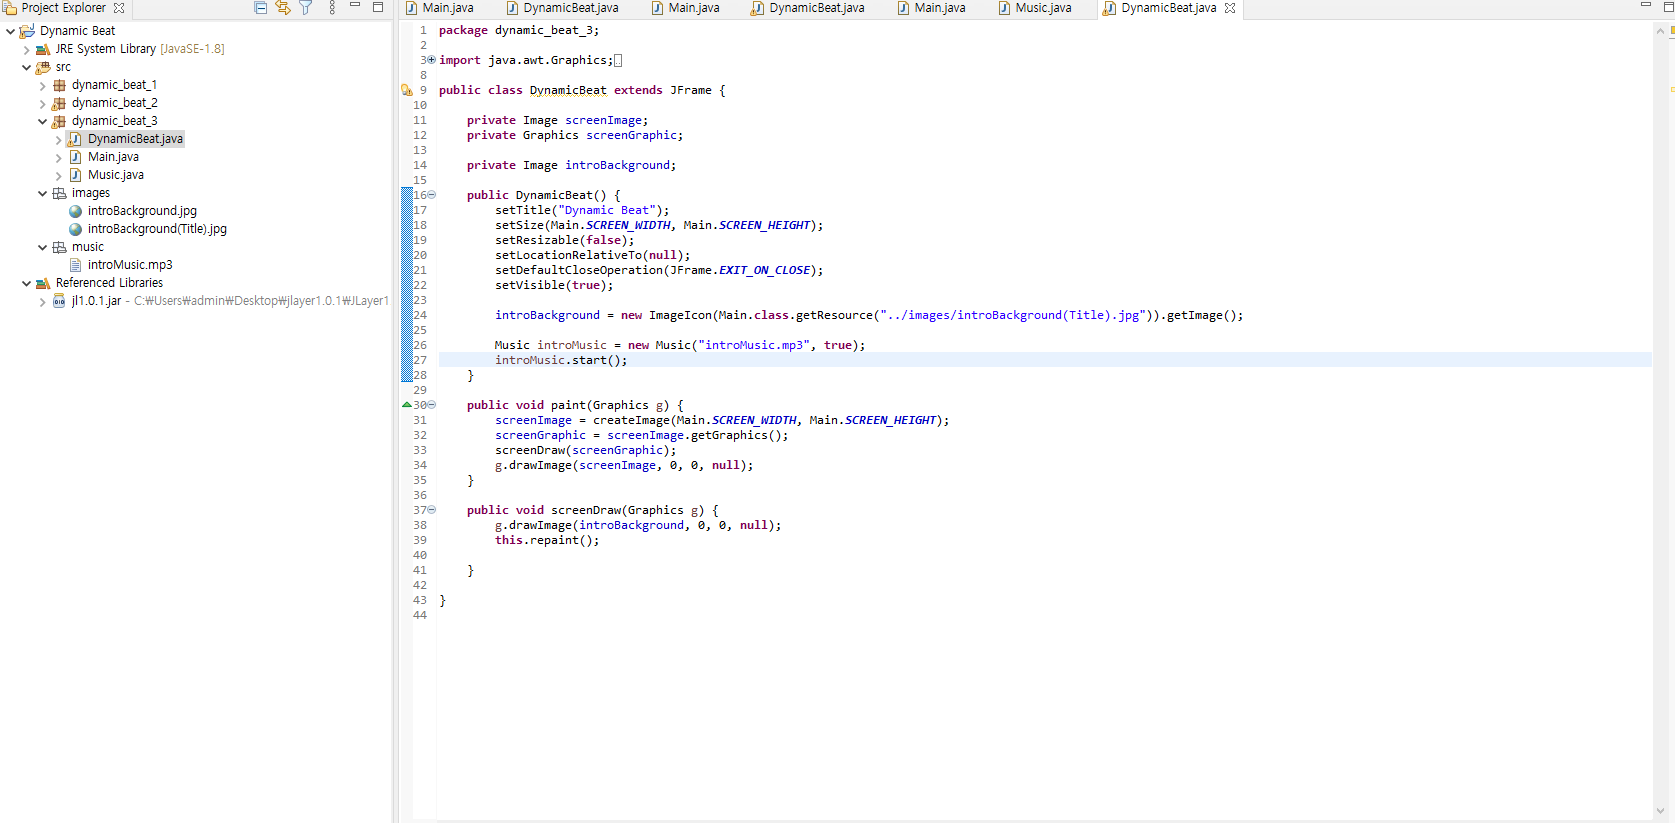 Project Explorer
Dynamic Beat
JRE System Library [JavaSE-1.8]
src
dynamic_beat_1
dynamic_beat_2
dynamic_beat_3
DynamicBeat.java
Main.java
Music.java
images
introBackground.jpg
introBackground(Title).jpg
music
introMusic.mp3
Referenced Libraries
jl1.0.1.jar - C:₩Users₩admin₩Desktop₩jlayer1.0.1₩JLayer1
Main.java DynamicBeat.java Main.java DynamicBeat.java Main.java Music.java DynamicBeat.java
1 package dynamic_beat_3;
2
3 import java.awt.Graphics;
8
9 public class DynamicBeat extends JFrame {
10
11 private Image screenImage;
12 private Graphics screenGraphic;
13
14 private Image introBackground;
15
16 public DynamicBeat() {
17 setTitle("Dynamic Beat");
18 setSize(Main.SCREEN_WIDTH, Main.SCREEN_HEIGHT);
19 setResizable(false);
20 setLocationRelativeTo(null);
21 setDefaultCloseOperation(JFrame.EXIT_ON_CLOSE);
22 setVisible(true);
23
24 introBackground = new ImageIcon(Main.class.getResource("../images/introBackground(Title).jpg")).getImage();
25
26 Music introMusic = new Music("introMusic.mp3", true);
27 introMusic.start();
28 }
29
30 public void paint(Graphics g) {
31 screenImage = createImage(Main.SCREEN_WIDTH, Main.SCREEN_HEIGHT);
32 screenGraphic = screenImage.getGraphics();
33 screenDraw(screenGraphic);
34 g.drawImage(screenImage, 0, 0, null);
35 }
36
37 public void screenDraw(Graphics g) {
38 g.drawImage(introBackground, 0, 0, null);
39 this.repaint();
40
41 }
42
43 }
44